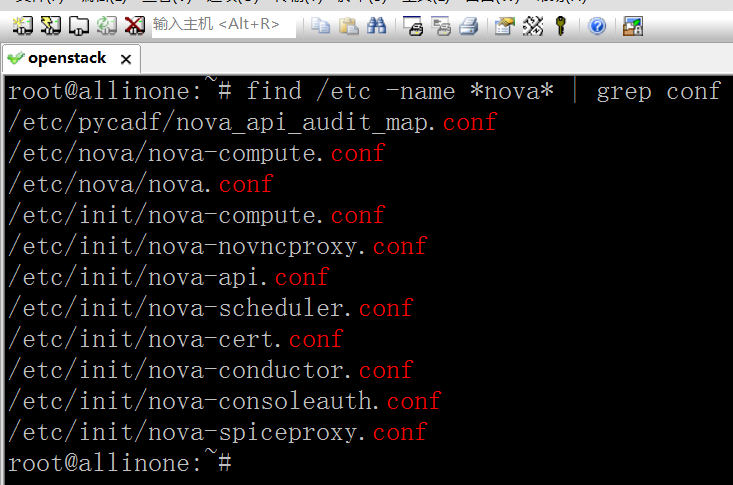 输入主机 <Alt+R>
openstack
root@allinone:~# find /etc -name *nova* | grep conf
/etc/pycadf/nova_api_audit_map.conf
/etc/nova/nova-compute.conf
/etc/nova/nova.conf
/etc/init/nova-compute.conf
/etc/init/nova-novncproxy.conf
/etc/init/nova-api.conf
/etc/init/nova-scheduler.conf
/etc/init/nova-cert.conf
/etc/init/nova-conductor.conf
/etc/init/nova-consoleauth.conf
/etc/init/nova-spiceproxy.conf
root@allinone:~#